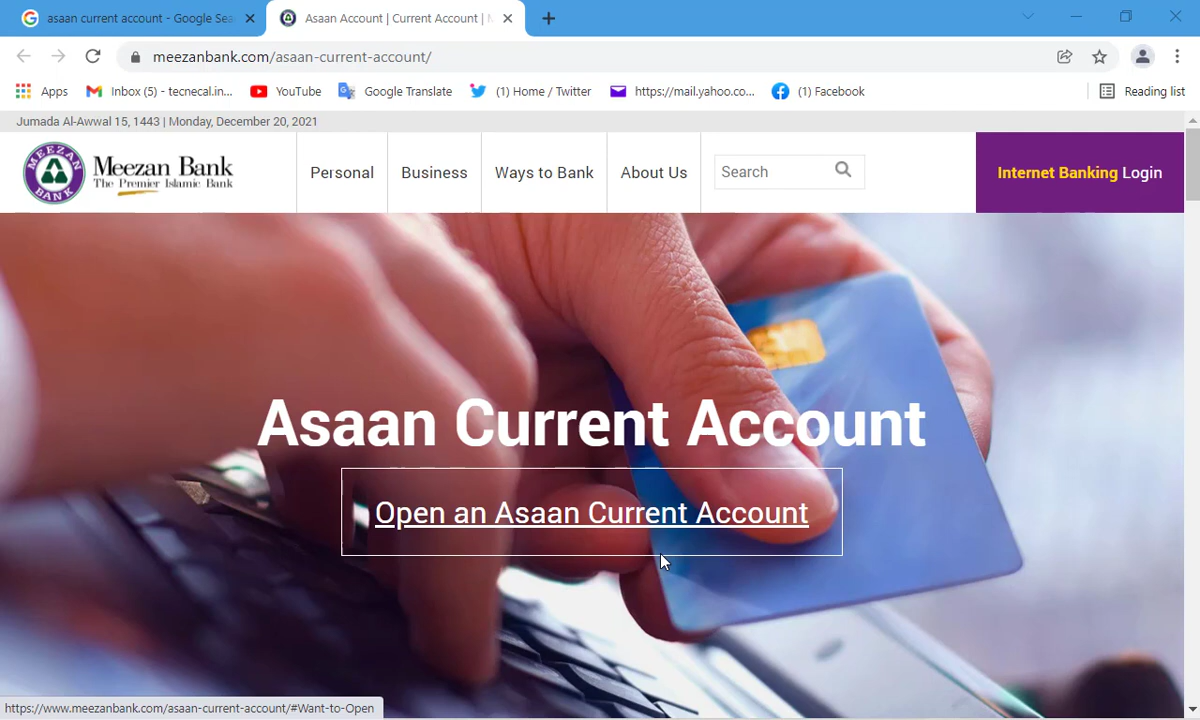 asaan current account - Google Sea
Asaan Account | Current Account |
meezanbank.com/asaan-current-account/
Apps
Inbox (5) - tecnecal.in...
YouTube
Google Translate
(1) Home / Twitter
https://mail.yahoo.co...
(1) Facebook
Reading list
Jumada Al-Awwal 15, 1443 | Monday, December 20, 2021
MEEZAN BANK
Meezan Bank
The Premier Islamic Bank
Personal
Business
Ways to Bank
About Us
Search
Internet Banking Login
Asaan Current Account
Open an Asaan Current Account
https://www.meezanbank.com/asaan-current-account/#Want-to-Open